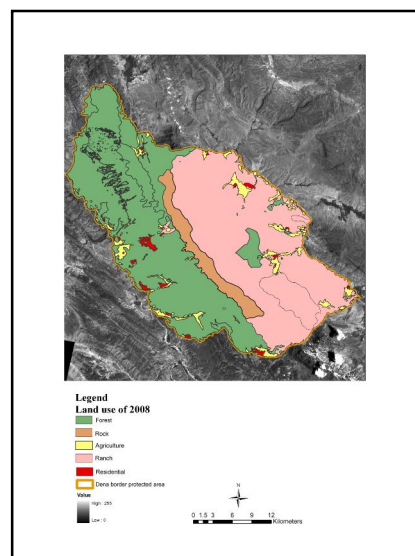 Legend
Land use of 2008
Forest
Rock
Agriculture
Ranch
Residential
Dena border protected area
Value
High : 255
Low : 0
N
0 1.5 3 6 9 12
Kilometers